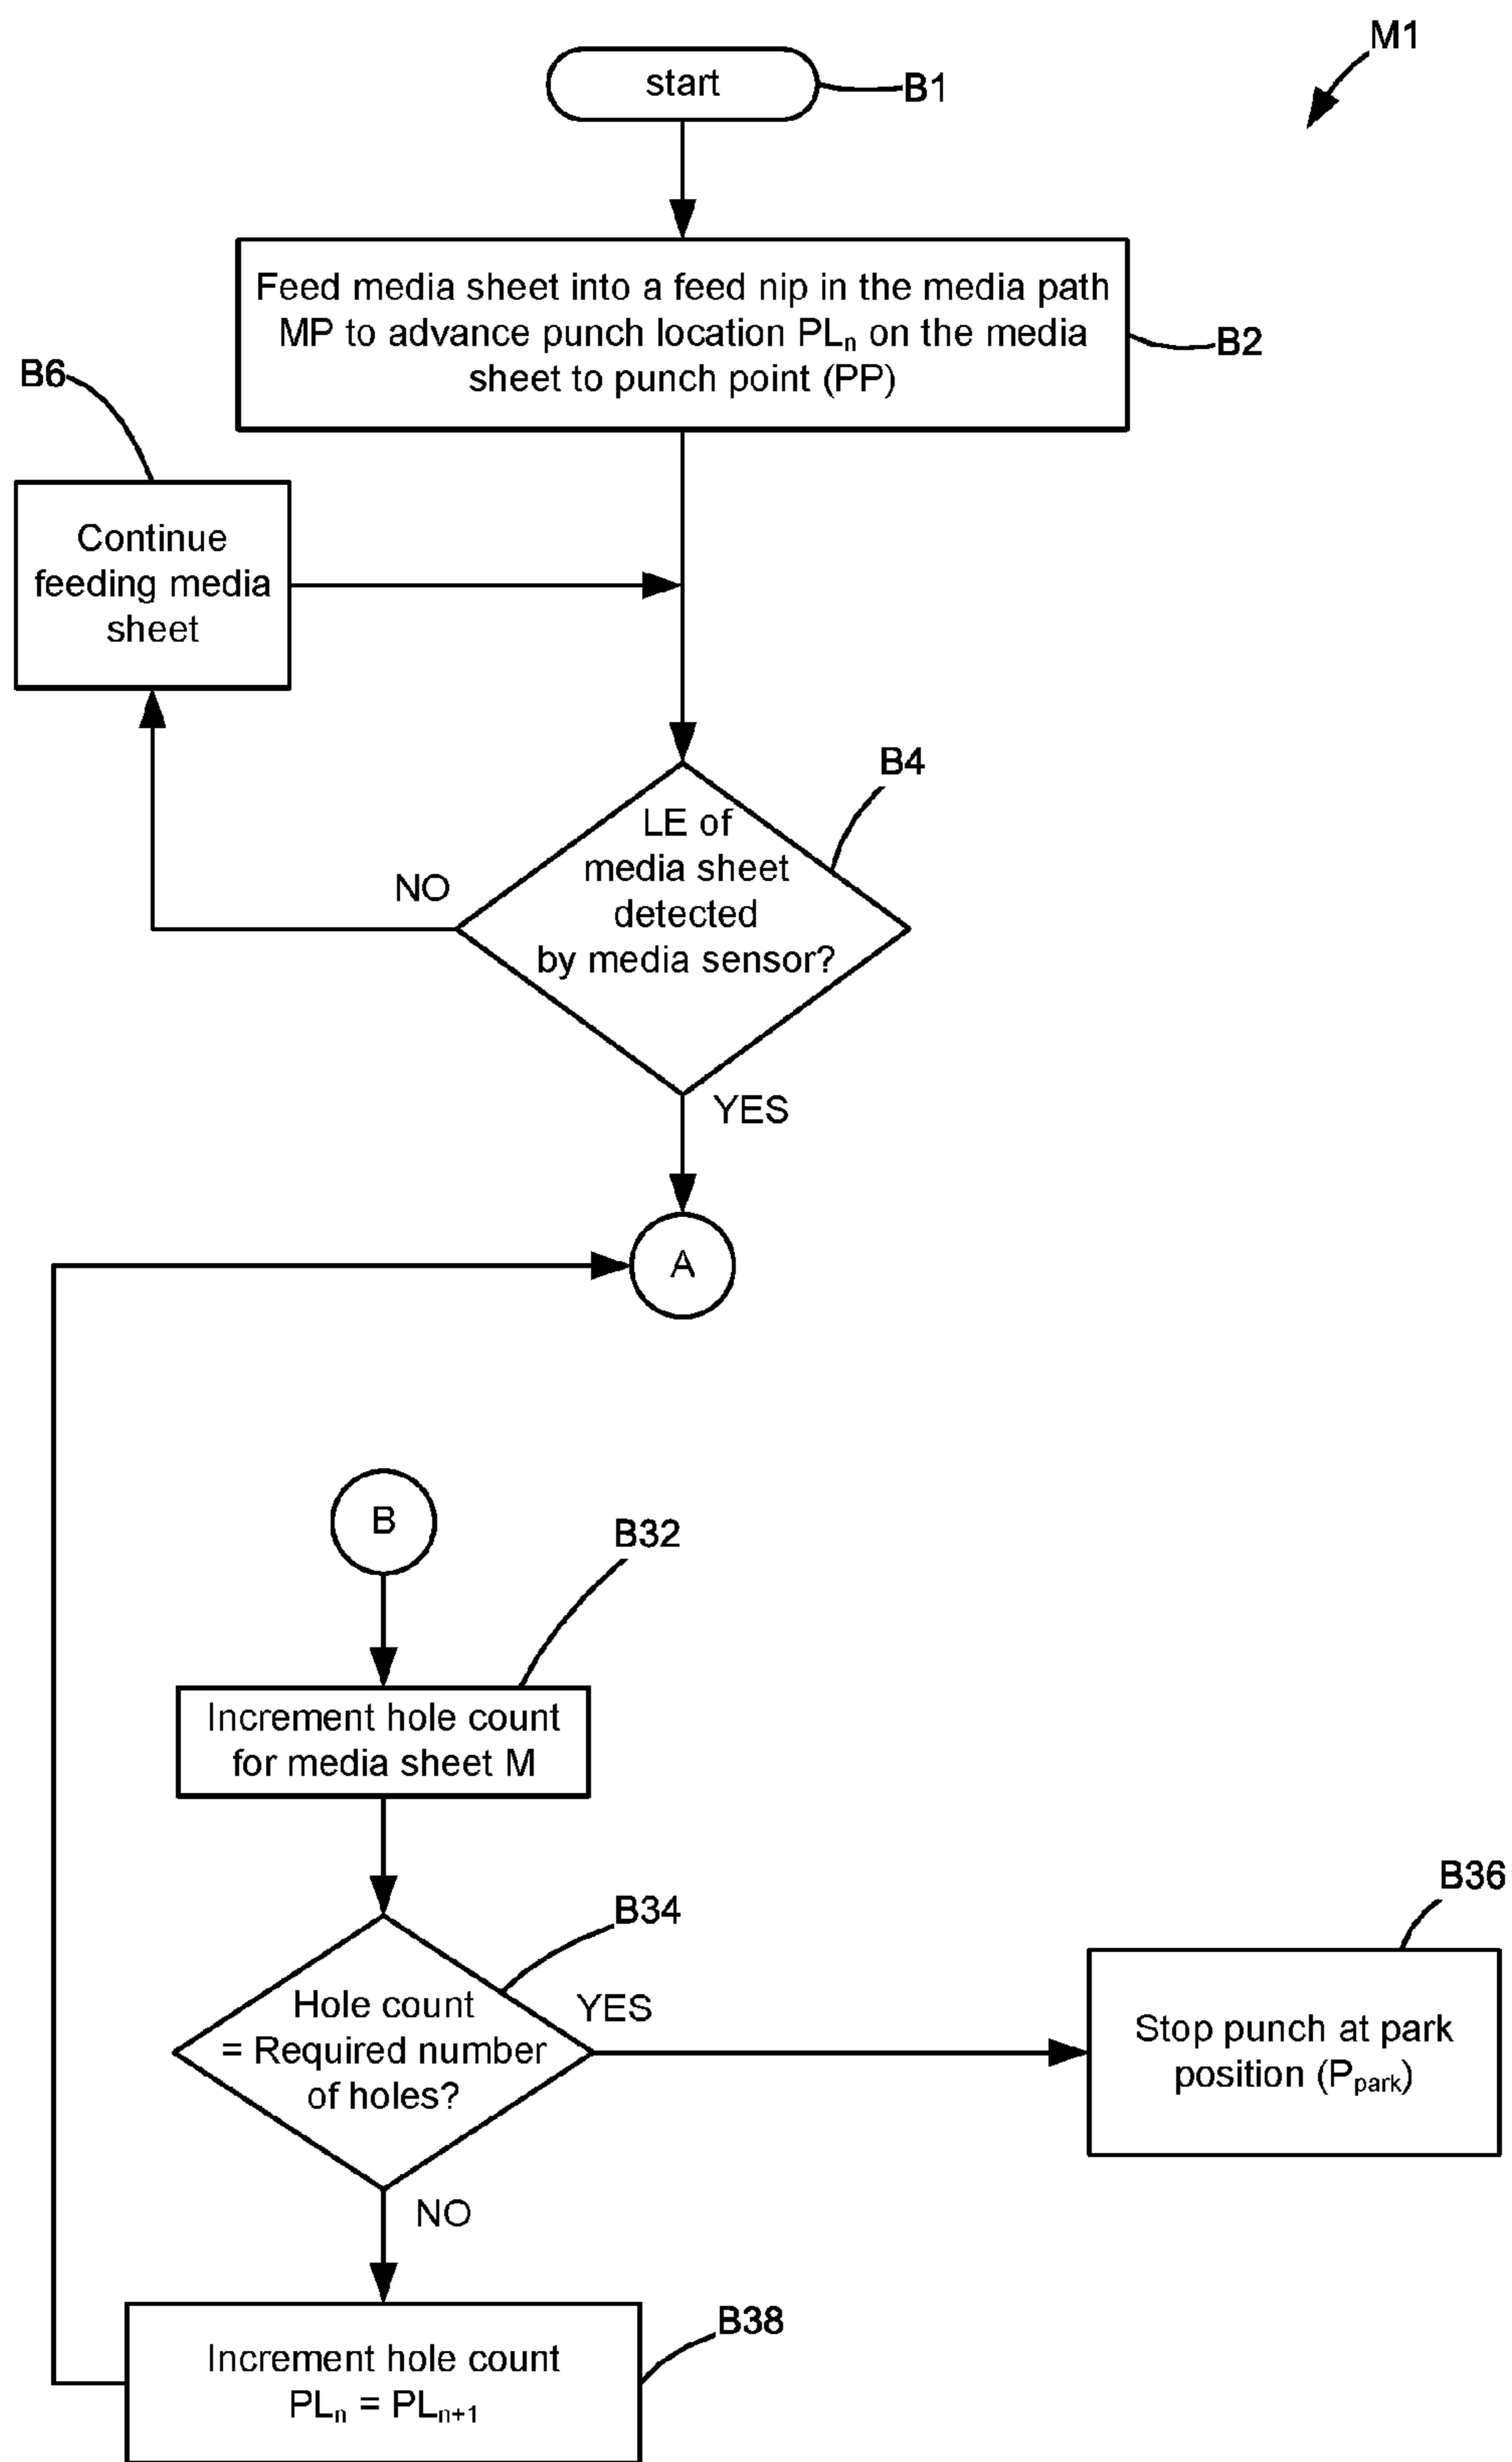 M1
start
B1
Feed media sheet into a feed nip in the media path
MP to advance punch location PLn on the media
sheet to punch point (PP)
B2
B6
Continue
feeding media
sheet
B4
LE of
media sheet
detected
by media sensor?
NO
YES
A
B
B32
Increment hole count
for media sheet M
B34
Hole count
= Required number
of holes?
YES
B36
Stop punch at park
position (Ppark)
NO
B38
Increment hole count
PLn = PLn+1